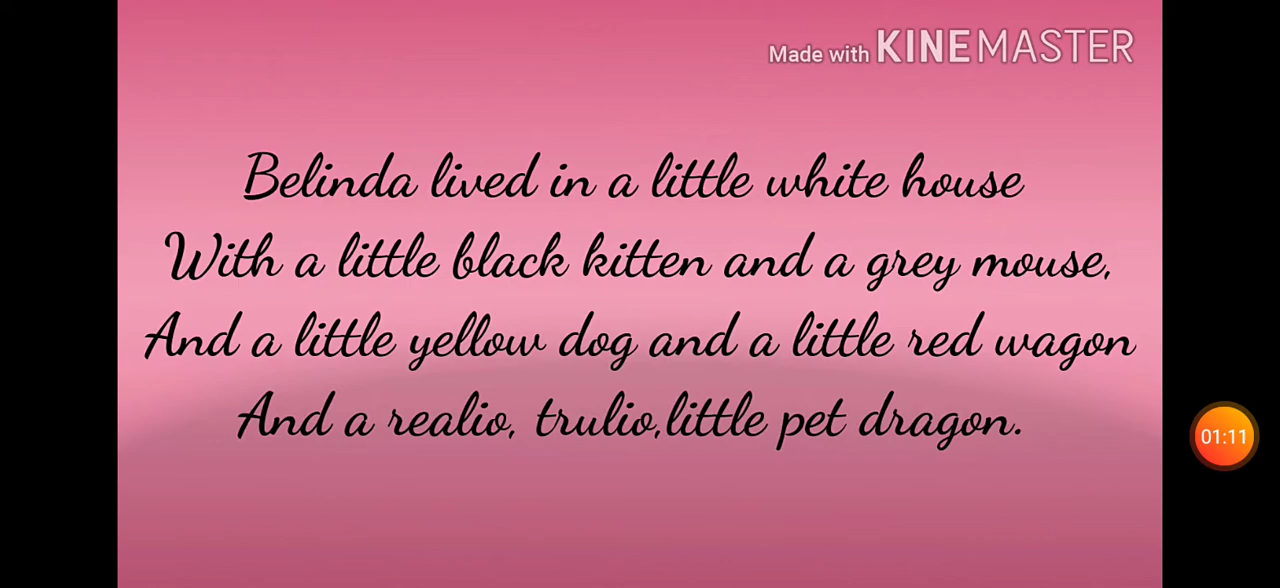 Made with KINEMASTER
Belinda lived in a little white house
With a little black kitten and a grey mouse,
And a little yellow dog and a little red wagon
And a realio, trulio,little pet dragon.
01:11